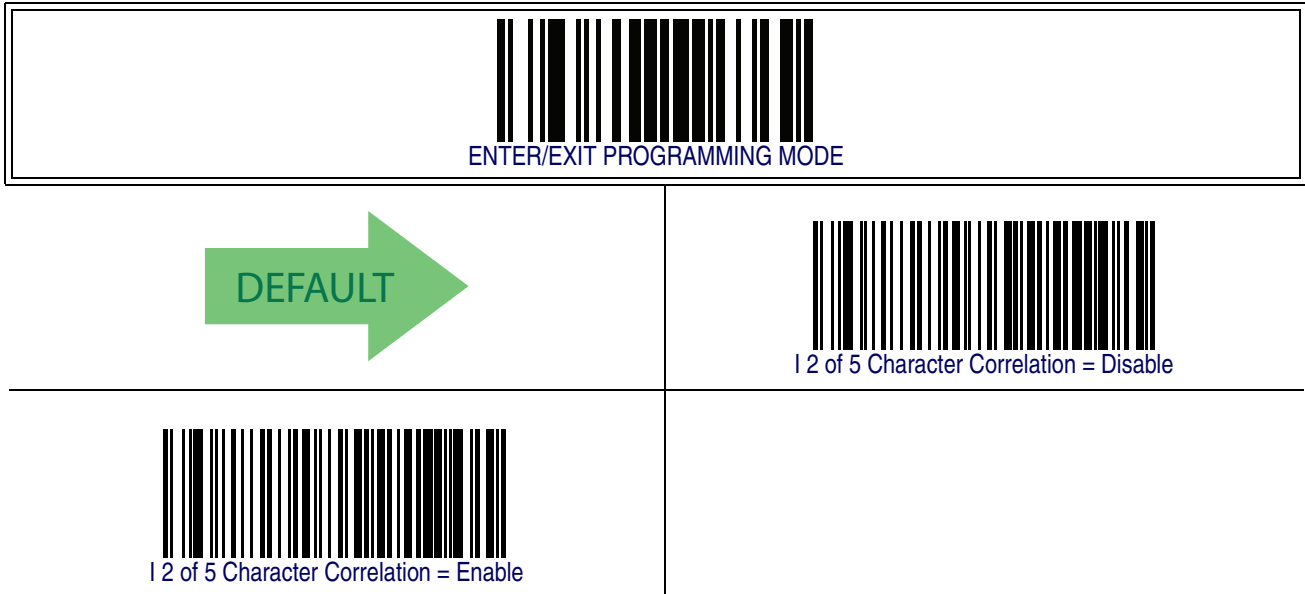 ENTER/EXIT PROGRAMMING MODE
DEFAULT
I 2 of 5 Character Correlation = Disable
I 2 of 5 Character Correlation = Enable